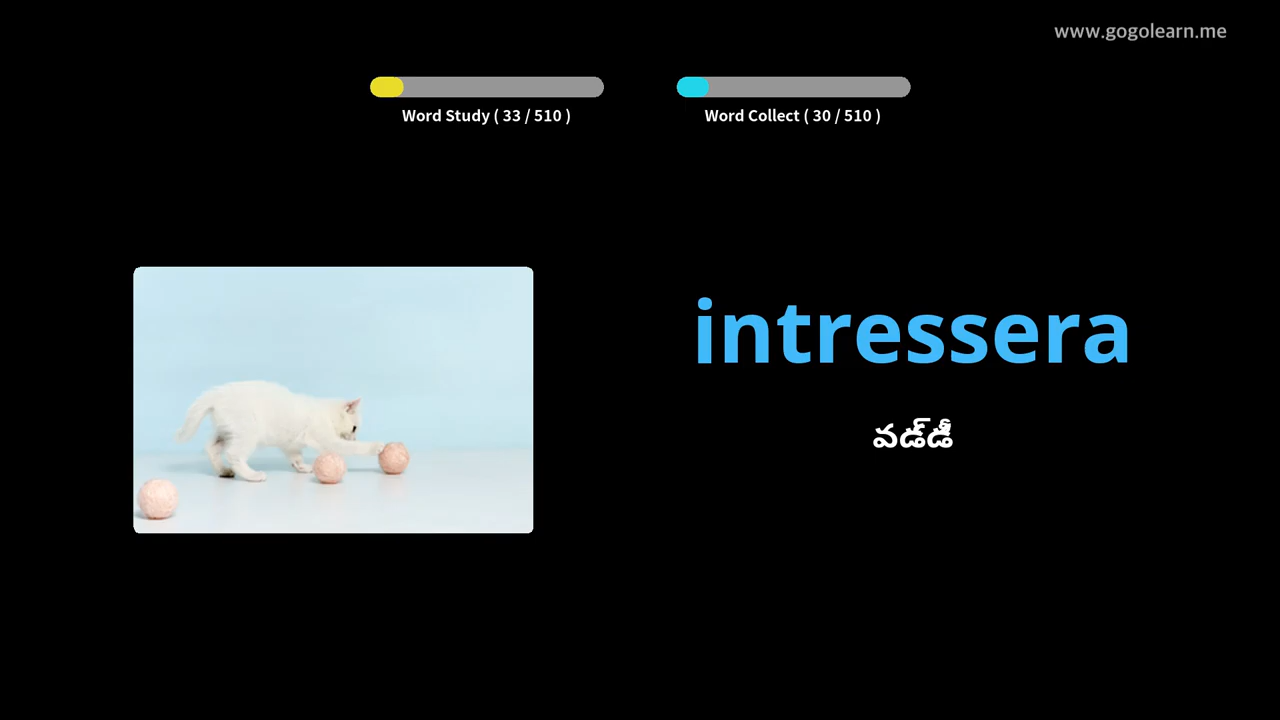 www.gogolearn.me
Word Study ( 33 / 510 )
Word Collect ( 30 / 510 )
intressera
వడ్‌డీ